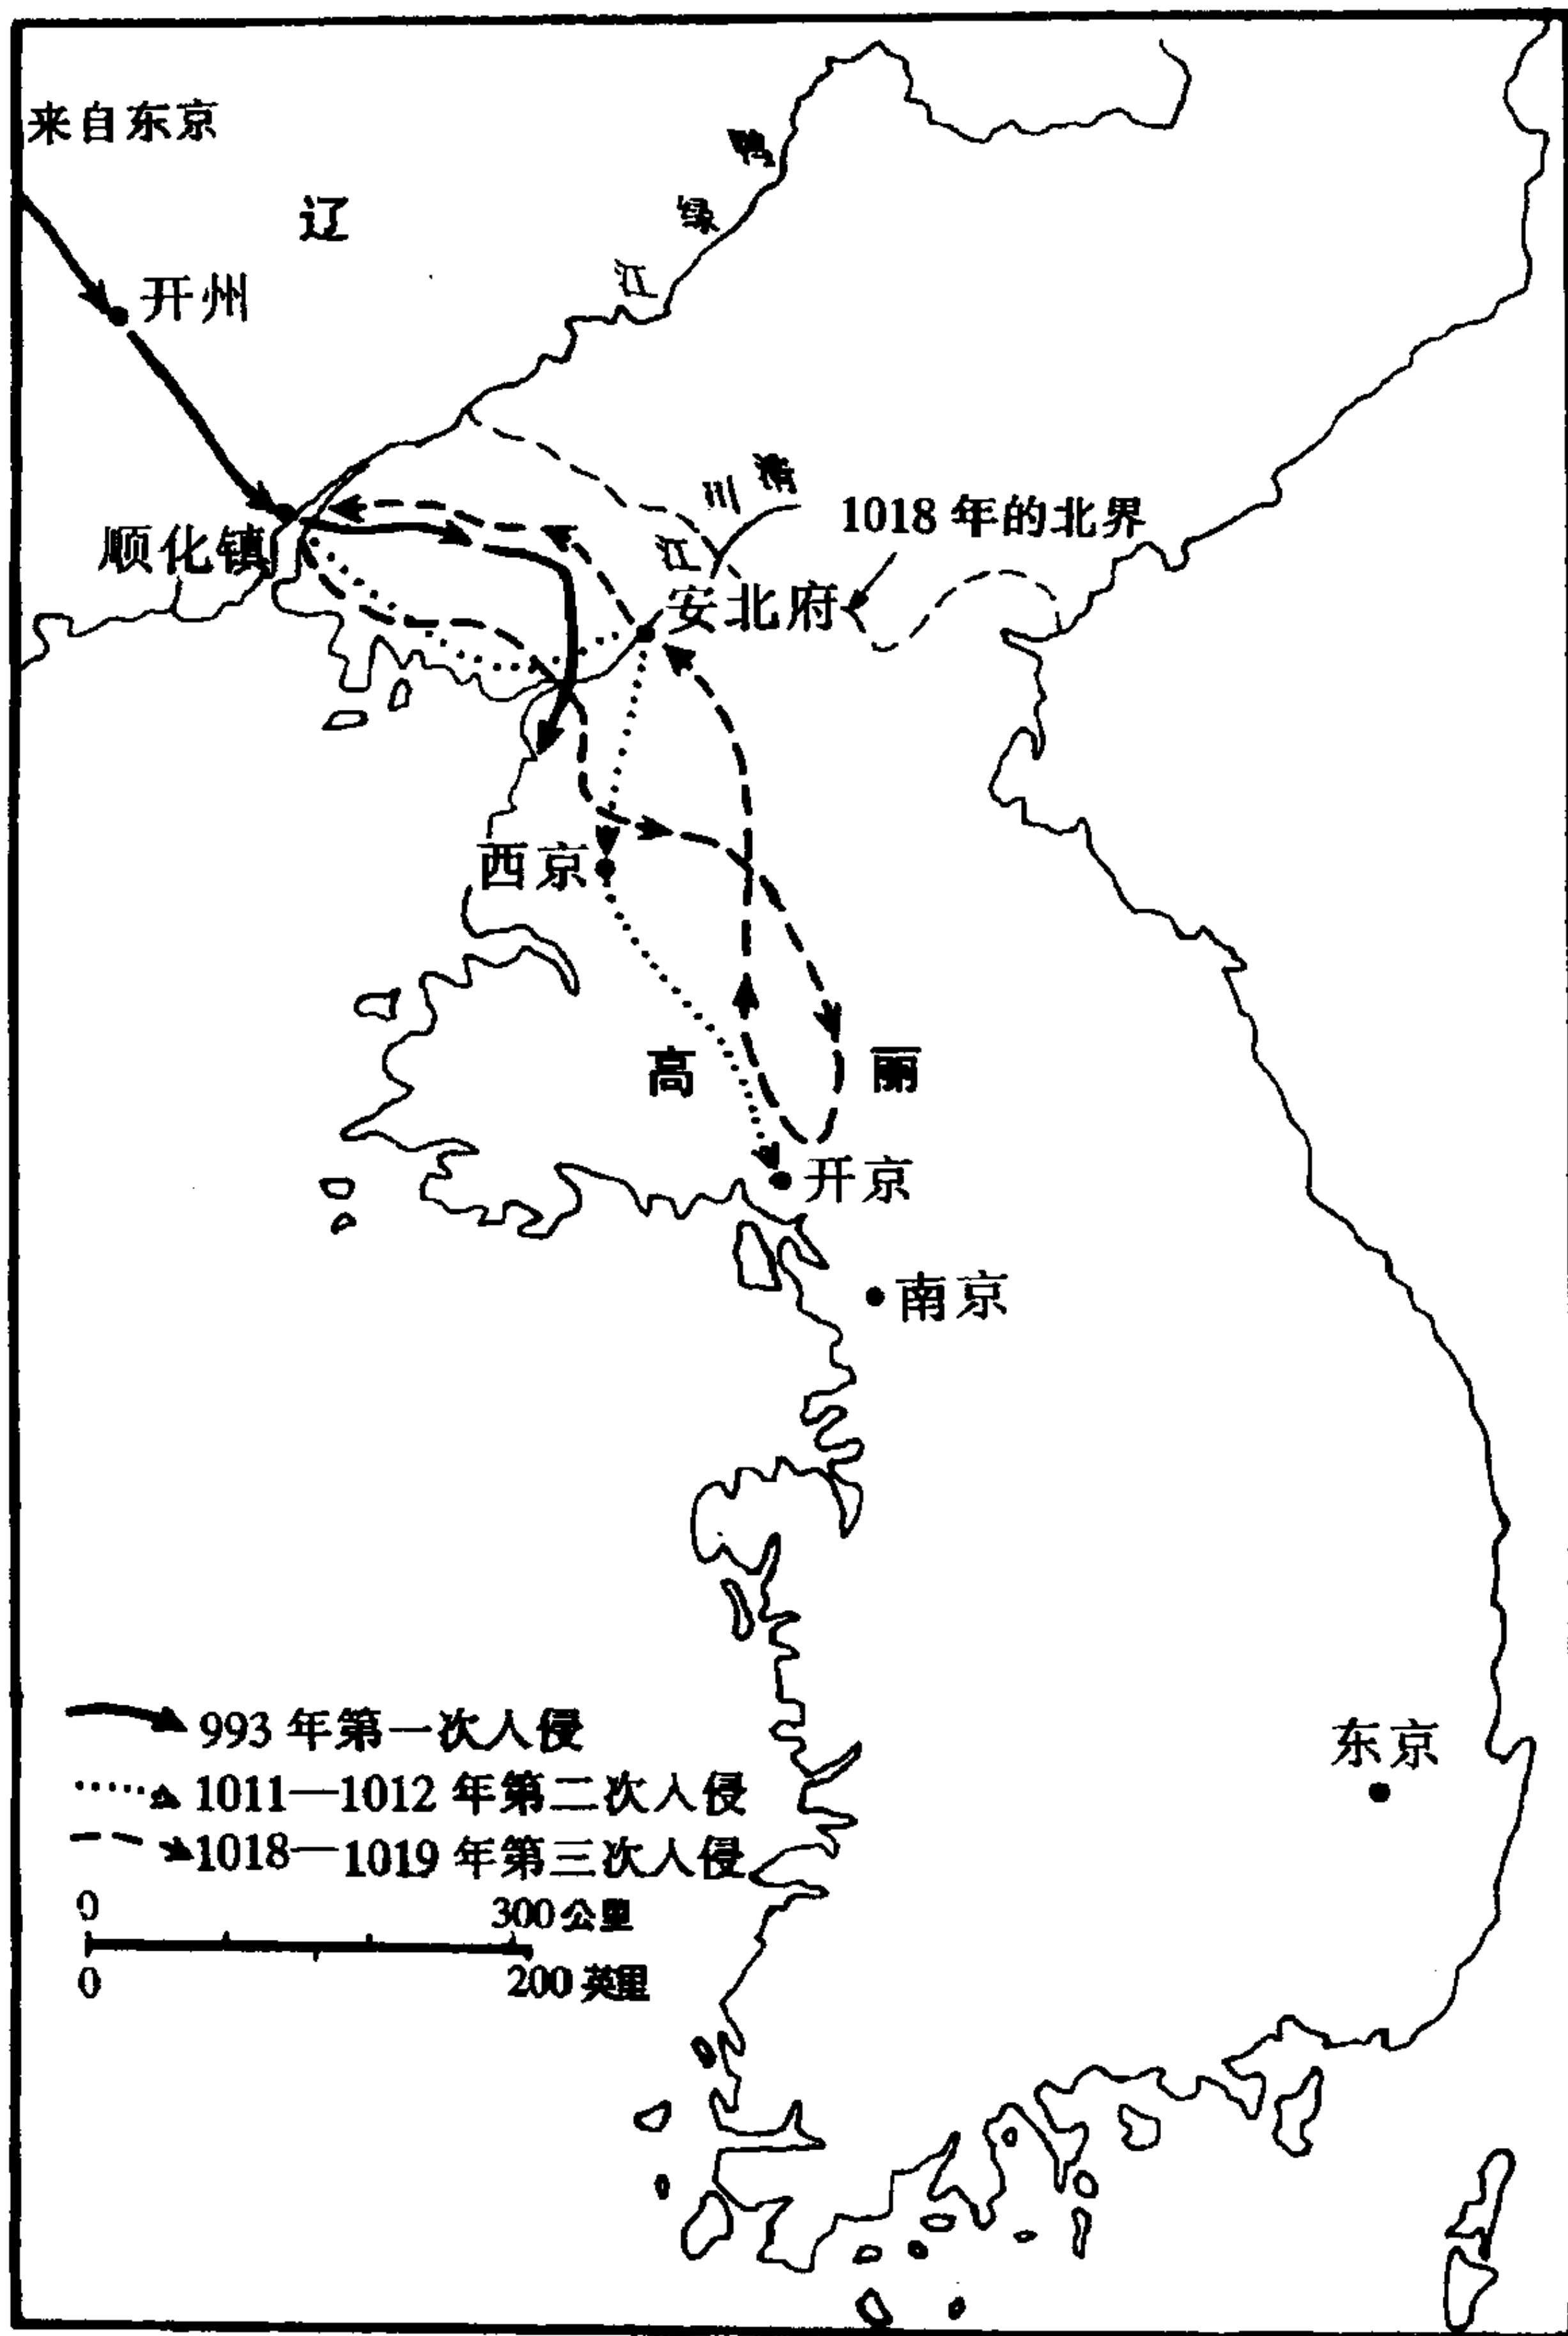 来自东京
辽
鸭
绿
江
开州
清
川
江
1018年的北界
顺化镇
安北府
西京
高 丽
开京
南京
东京
993年第一次入侵
1011—1012年第二次入侵
1018—1019年第三次入侵
0 300公里
0 200英里